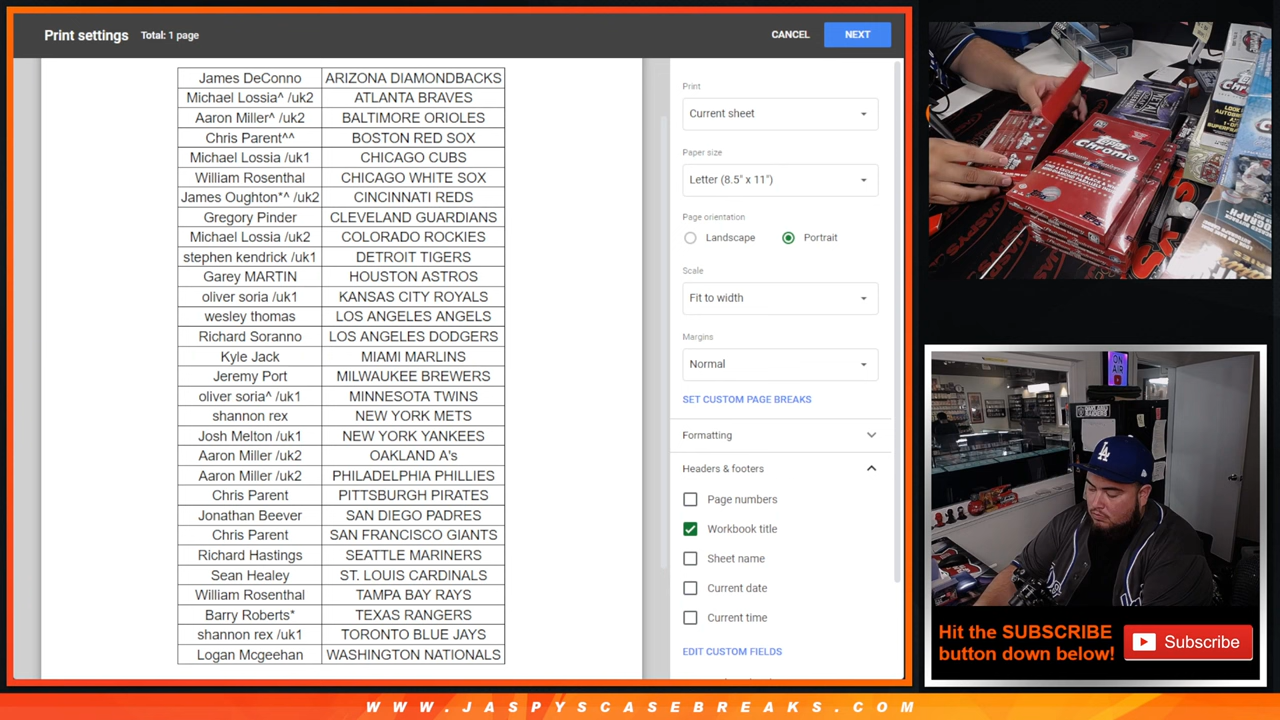 Print settings Total: 1 page CANCEL NEXT
James DeConno ARIZONA DIAMONDBACKS
Michael Lossia^ /uk2 ATLANTA BRAVES
Aaron Miller^ /uk2 BALTIMORE ORIOLES
Chris Parent^^ BOSTON RED SOX
Michael Lossia /uk1 CHICAGO CUBS
William Rosenthal CHICAGO WHITE SOX
James Oughton*^ /uk2 CINCINNATI REDS
Gregory Pinder CLEVELAND GUARDIANS
Michael Lossia /uk2 COLORADO ROCKIES
stephen kendrick /uk1 DETROIT TIGERS
Garey MARTIN HOUSTON ASTROS
oliver soria /uk1 KANSAS CITY ROYALS
wesley thomas LOS ANGELES ANGELS
Richard Soranno LOS ANGELES DODGERS
Kyle Jack MIAMI MARLINS
Jeremy Port MILWAUKEE BREWERS
oliver soria^ /uk1 MINNESOTA TWINS
shannon rex NEW YORK METS
Josh Melton /uk1 NEW YORK YANKEES
Aaron Miller /uk2 OAKLAND A's
Aaron Miller /uk2 PHILADELPHIA PHILLIES
Chris Parent PITTSBURGH PIRATES
Jonathan Beever SAN DIEGO PADRES
Chris Parent SAN FRANCISCO GIANTS
Richard Hastings SEATTLE MARINERS
Sean Healey ST. LOUIS CARDINALS
William Rosenthal TAMPA BAY RAYS
Barry Roberts* TEXAS RANGERS
shannon rex /uk1 TORONTO BLUE JAYS
Logan Mcgeehan WASHINGTON NATIONALS
Print
Current sheet
Paper size
Letter (8.5" x 11")
Page orientation
Landscape Portrait
Scale
Fit to width
Margins
Normal
SET CUSTOM PAGE BREAKS
Formatting
Headers & footers
Page numbers
Workbook title
Sheet name
Current date
Current time
EDIT CUSTOM FIELDS
Topps
Chrome
ON
AIR
LA
Hit the SUBSCRIBE
button down below!
Subscribe
WWW.JASPYSCASEBREAKS.COM